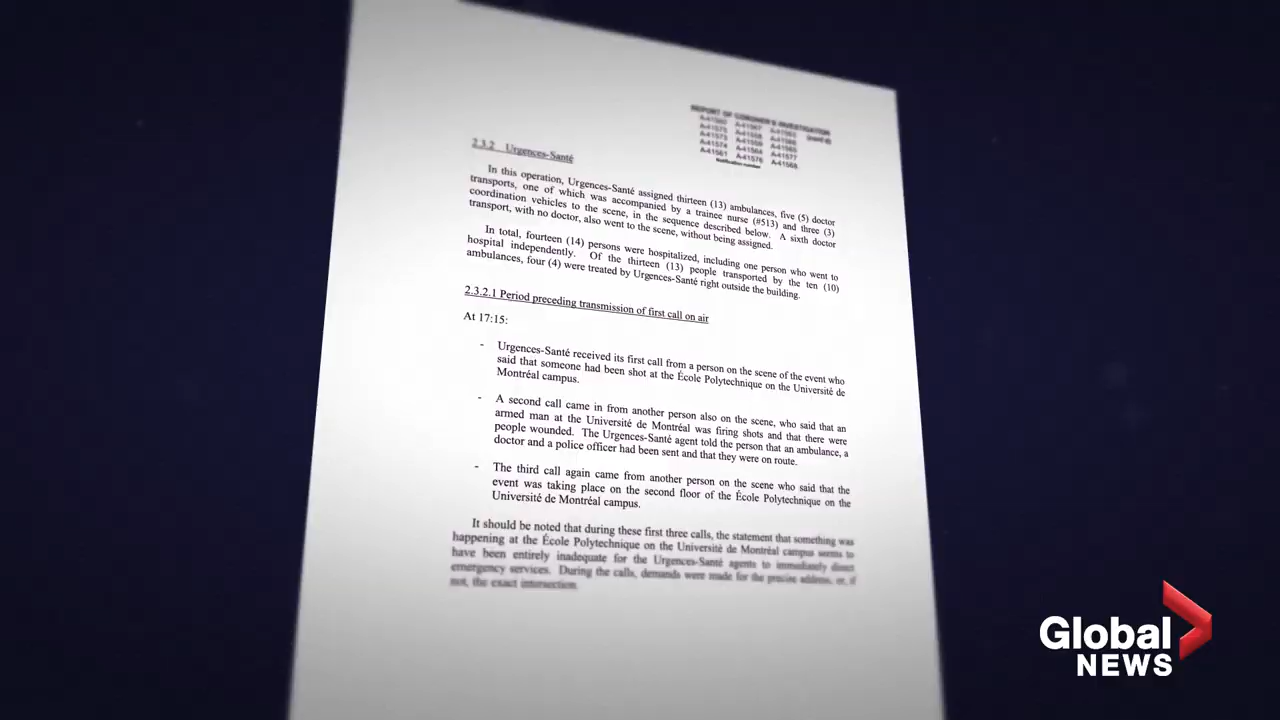 REPORT OF CORONER'S INVESTIGATION
2.3.2 Urgences-Santé
In this operation, Urgences-Santé assigned thirteen (13) ambulances, five (5) doctor
transports, one of which was accompanied by a trainee nurse (#513) and three (3)
coordination vehicles to the scene, in the sequence described below. A sixth doctor
transport, with no doctor, also went to the scene, without being assigned.
In total, fourteen (14) persons were hospitalized, including one person who went to
hospital independently. Of the thirteen (13) people transported by the ten (10)
ambulances, four (4) were treated by Urgences-Santé right outside the building.
2.3.2.1 Period preceding transmission of first call on air
At 17:15:
- Urgences-Santé received its first call from a person on the scene of the event who
said that someone had been shot at the École Polytechnique on the Université de
Montréal campus.
- A second call came in from another person also on the scene, who said that an
armed man at the Université de Montréal was firing shots and that there were
people wounded. The Urgences-Santé agent told the person that an ambulance, a
doctor and a police officer had been sent and that they were on route.
- The third call again came from another person on the scene who said that the
event was taking place on the second floor of the École Polytechnique on the
Université de Montréal campus.
It should be noted that during these first three calls, the statement that something was
happening at the École Polytechnique on the Université de Montréal campus seems to
have been entirely inadequate for the Urgences-Santé agents to immediately direct
emergency services. During the calls, demands were made for the precise address, or, if
not, the exact intersection.
Global
NEWS